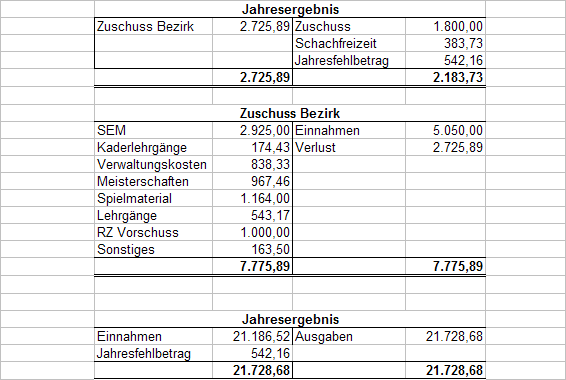 Jahresergebnis
Zuschuss Bezirk 2.725,89 Zuschuss 1.800,00
Schachfreizeit 383,73
Jahresfehlbetrag 542,16
2.725,89 2.183,73
Zuschuss Bezirk
SEM 2.925,00 Einnahmen 5.050,00
Kaderlehrgänge 174,43 Verlust 2.725,89
Verwaltungskosten 838,33
Meisterschaften 967,46
Spielmaterial 1.164,00
Lehrgänge 543,17
RZ Vorschuss 1.000,00
Sonstiges 163,50
7.775,89 7.775,89
Jahresergebnis
Einnahmen 21.186,52 Ausgaben 21.728,68
Jahresfehlbetrag 542,16
21.728,68 21.728,68